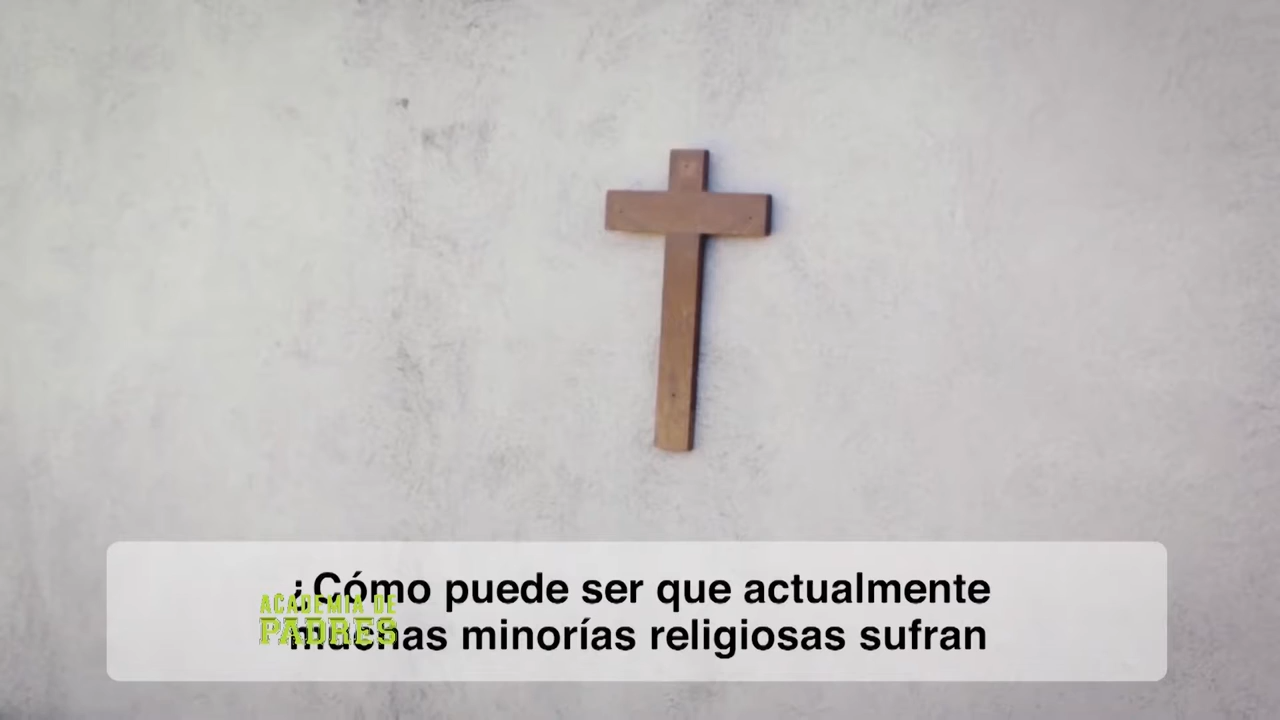 ¿Cómo puede ser que actualmente
muchas minorías religiosas sufran
ACADEMIA DE
PADRES